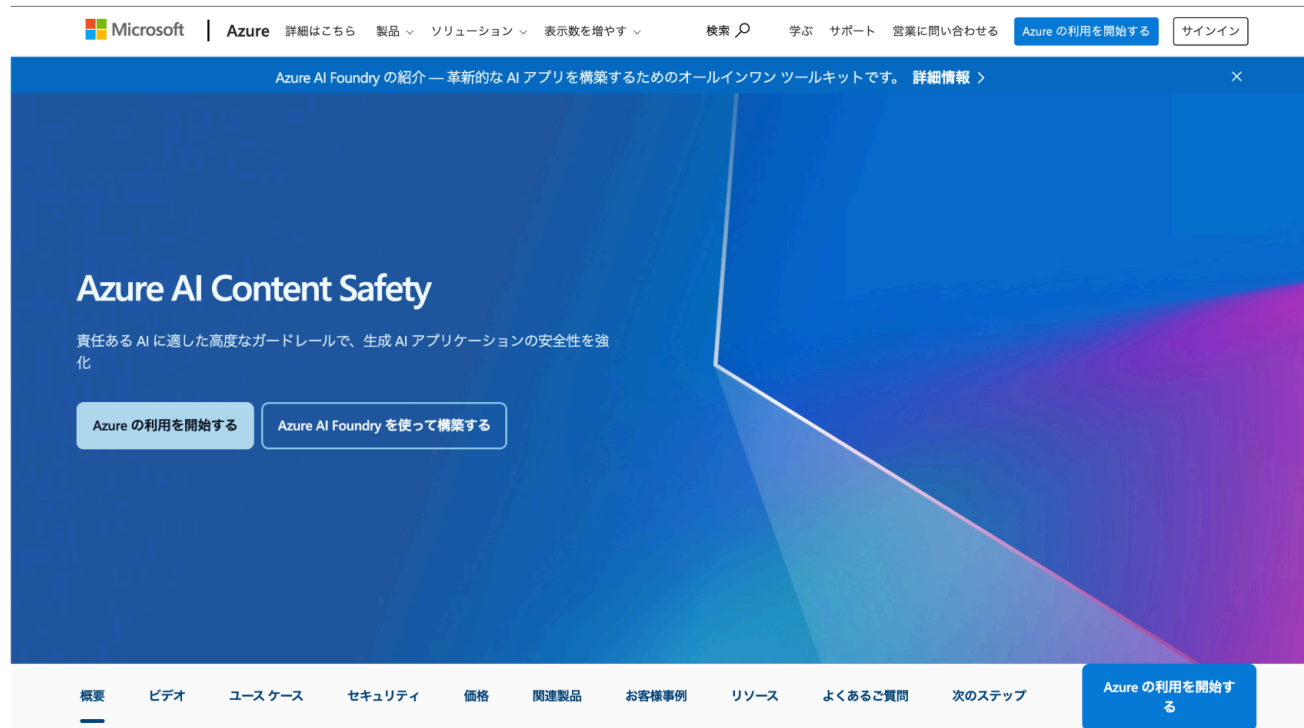 Microsoft Azure 詳細はこちら 製品 ソリューション 表示数を増やす 検索 学ぶ サポート 営業に問い合わせる Azure の利用を開始する サインイン
Azure AI Foundry の紹介 — 革新的な AI アプリを構築するためのオールインワン ツールキットです。 詳細情報
Azure AI Content Safety
責任ある AI に適した高度なガードレールで、生成 AI アプリケーションの安全性を強
化
Azure の利用を開始する Azure AI Foundry を使って構築する
概要 ビデオ ユース ケース セキュリティ 価格 関連製品 お客様事例 リソース よくあるご質問 次のステップ Azure の利用を開始す
る